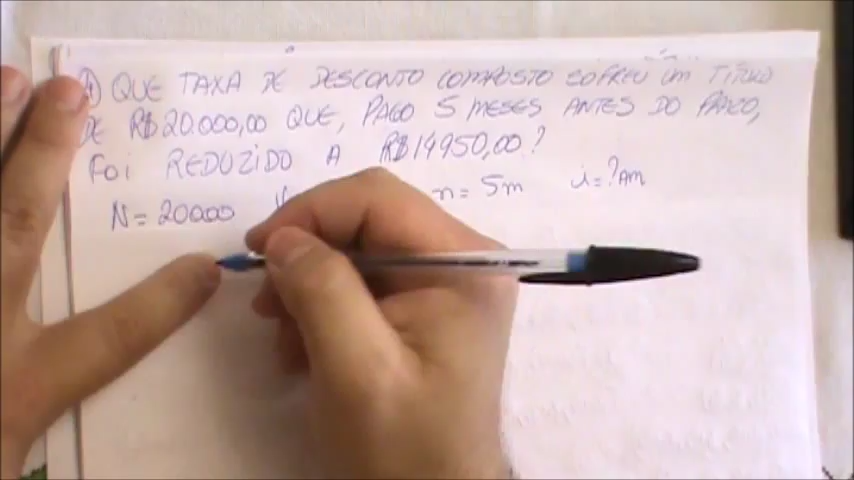 4) QUE TAXA DE DESCONTO COMPOSTO SOFREU UM TÍTULO
DE R$20.000,00 QUE, PAGO 5 MESES ANTES DO PRAZO,
FOI REDUZIDO A R$14950,00?
N = 20000 n = 5m i = ? AM